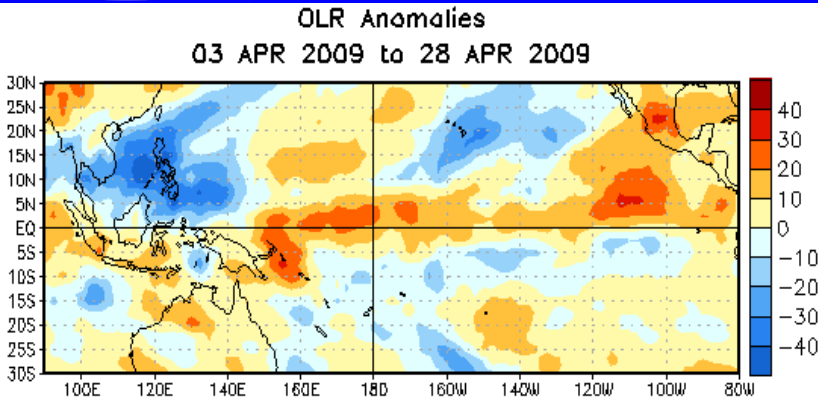 OLR Anomalies
03 APR 2009 to 28 APR 2009
30N
25N
20N
15N
10N
5N
EQ
5S
10S
15S
20S
25S
30S
100E 120E 140E 160E 180 160W 140W 120W 100W 80W
40
30
20
10
0
−10
−20
−30
−40